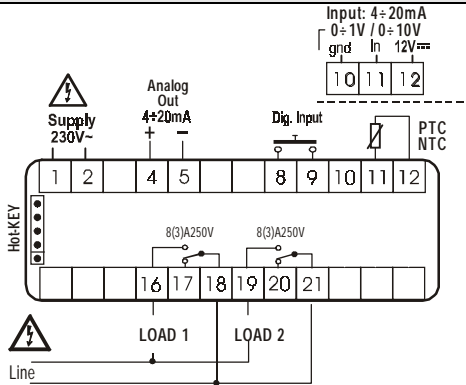 Input: 4÷20mA
0÷1V / 0÷10V
gnd In 12V
10 11 12
Supply
230V~
Analog
Out
4÷20mA
+ −
Dig. Input
PTC
NTC
1 2 4 5 8 9 10 11 12
Hot-KEY
8(3)A250V 8(3)A250V
16 17 18 19 20 21
LOAD 1 LOAD 2
Line